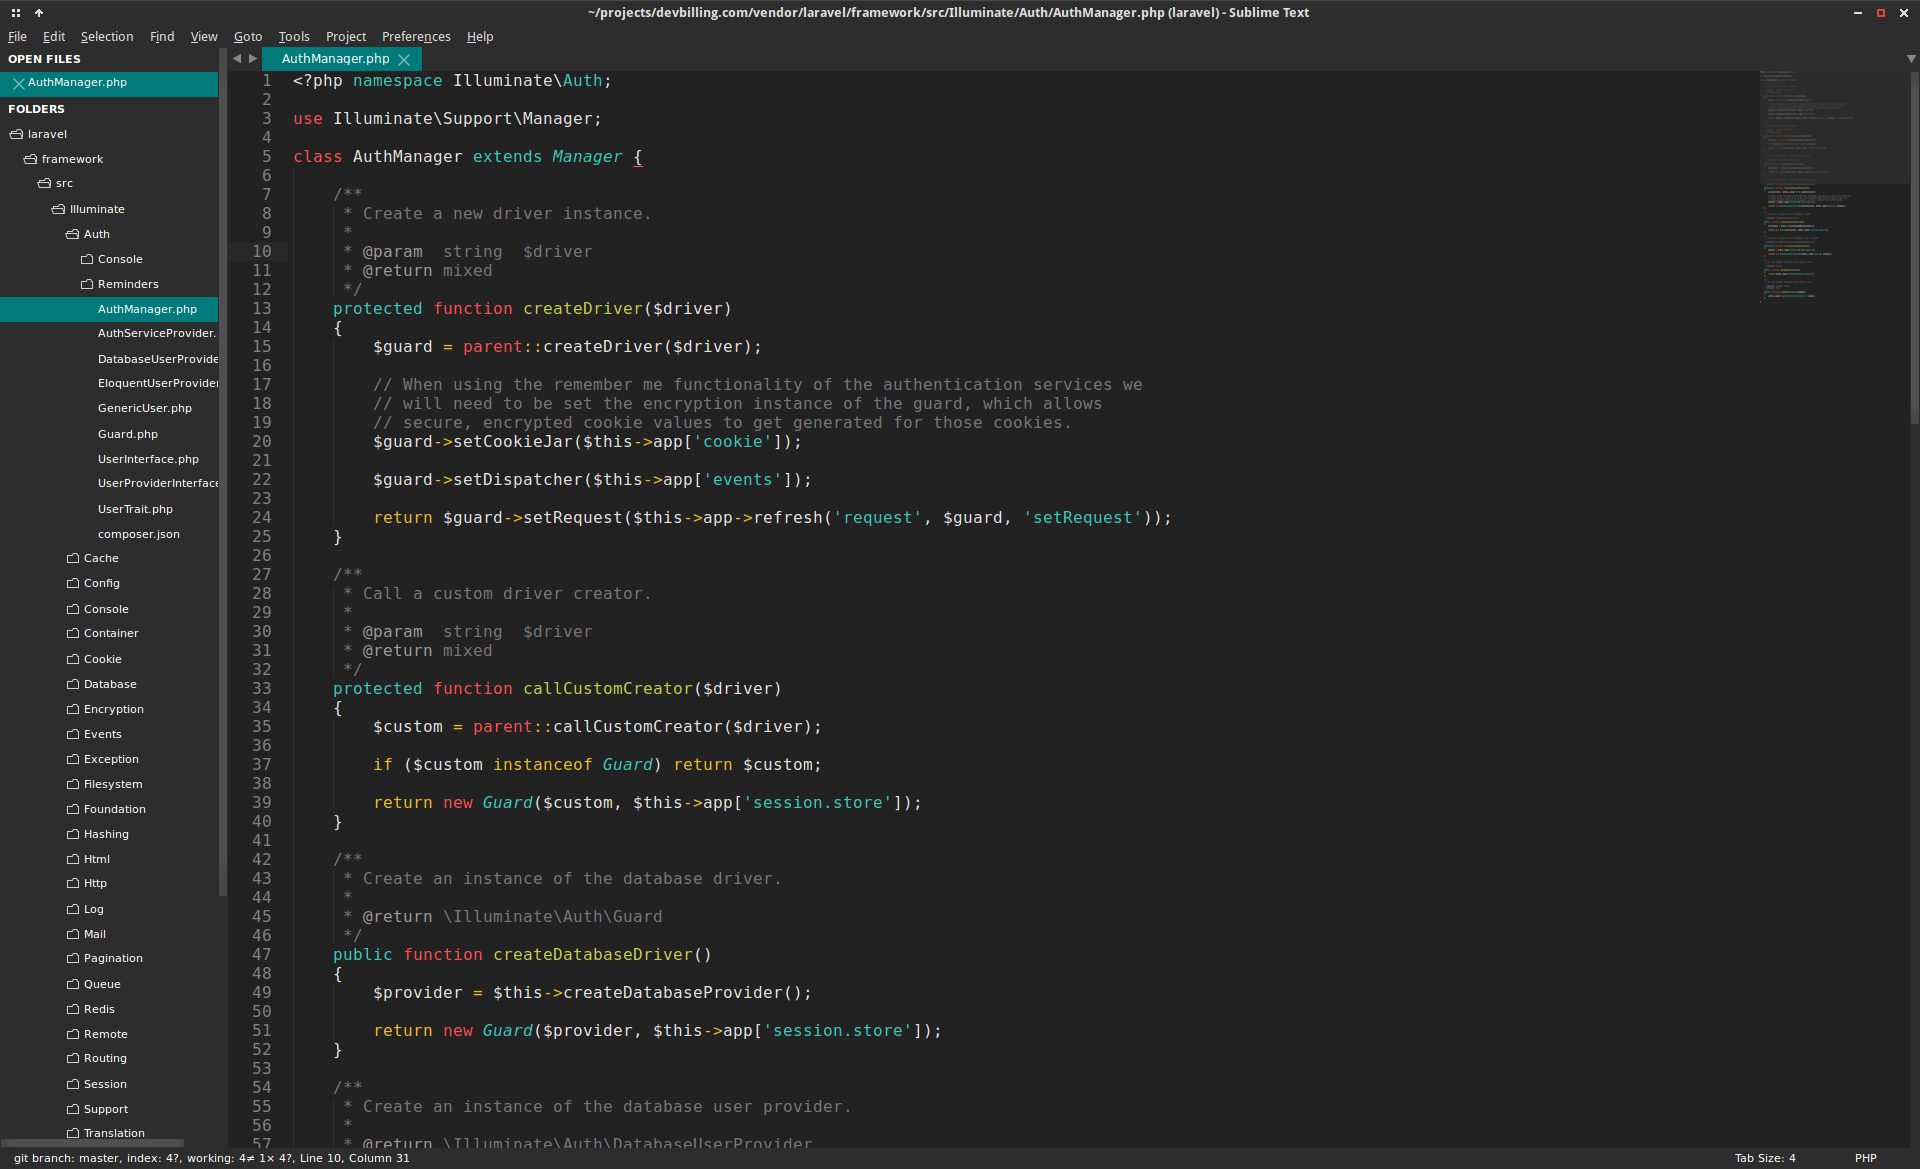 ~/projects/devbilling.com/vendor/laravel/framework/src/Illuminate/Auth/AuthManager.php (laravel) - Sublime Text
File Edit Selection Find View Goto Tools Project Preferences Help
OPEN FILES
AuthManager.php
FOLDERS
laravel
framework
src
Illuminate
Auth
Console
Reminders
AuthManager.php
AuthServiceProvider.
DatabaseUserProvide
EloquentUserProvider
GenericUser.php
Guard.php
UserInterface.php
UserProviderInterface
UserTrait.php
composer.json
Cache
Config
Console
Container
Cookie
Database
Encryption
Events
Exception
Filesystem
Foundation
Hashing
Html
Http
Log
Mail
Pagination
Queue
Redis
Remote
Routing
Session
Support
Translation
AuthManager.php
1 <?php namespace Illuminate\Auth;
2
3 use Illuminate\Support\Manager;
4
5 class AuthManager extends Manager {
6
7     /**
8      * Create a new driver instance.
9      *
10      * @param  string  $driver
11      * @return mixed
12      */
13     protected function createDriver($driver)
14     {
15         $guard = parent::createDriver($driver);
16
17         // When using the remember me functionality of the authentication services we
18         // will need to be set the encryption instance of the guard, which allows
19         // secure, encrypted cookie values to get generated for those cookies.
20         $guard->setCookieJar($this->app['cookie']);
21
22         $guard->setDispatcher($this->app['events']);
23
24         return $guard->setRequest($this->app->refresh('request', $guard, 'setRequest'));
25     }
26
27     /**
28      * Call a custom driver creator.
29      *
30      * @param  string  $driver
31      * @return mixed
32      */
33     protected function callCustomCreator($driver)
34     {
35         $custom = parent::callCustomCreator($driver);
36
37         if ($custom instanceof Guard) return $custom;
38
39         return new Guard($custom, $this->app['session.store']);
40     }
41
42     /**
43      * Create an instance of the database driver.
44      *
45      * @return \Illuminate\Auth\Guard
46      */
47     public function createDatabaseDriver()
48     {
49         $provider = $this->createDatabaseProvider();
50
51         return new Guard($provider, $this->app['session.store']);
52     }
53
54     /**
55      * Create an instance of the database user provider.
56      *
57      * @return \Illuminate\Auth\DatabaseUserProvider
git branch: master, index: 4?, working: 4≠ 1× 4?, Line 10, Column 31
Tab Size: 4
PHP